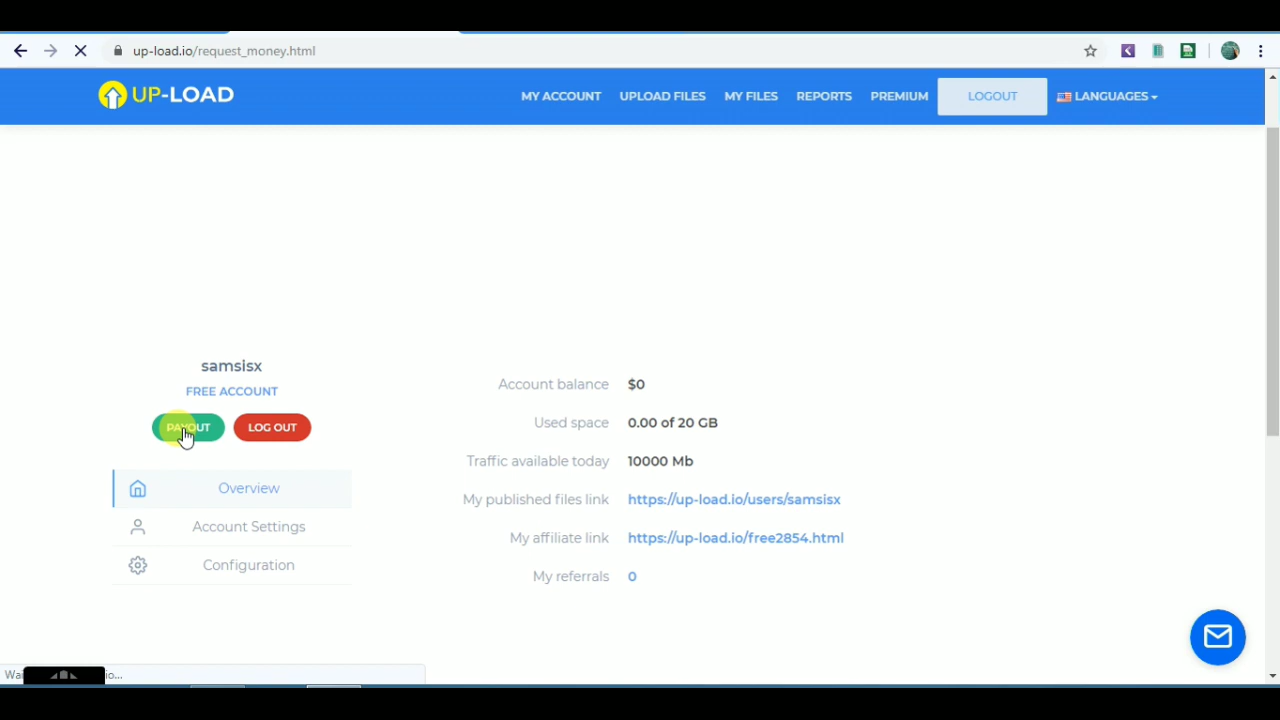 up-load.io/request_money.html
UP-LOAD
MY ACCOUNT UPLOAD FILES MY FILES REPORTS PREMIUM LOGOUT LANGUAGES
samsisx
FREE ACCOUNT
PAYOUT LOG OUT
Overview
Account Settings
Configuration
Account balance $0
Used space 0.00 of 20 GB
Traffic available today 10000 Mb
My published files link https://up-load.io/users/samsisx
My affiliate link https://up-load.io/free2854.html
My referrals 0
io...